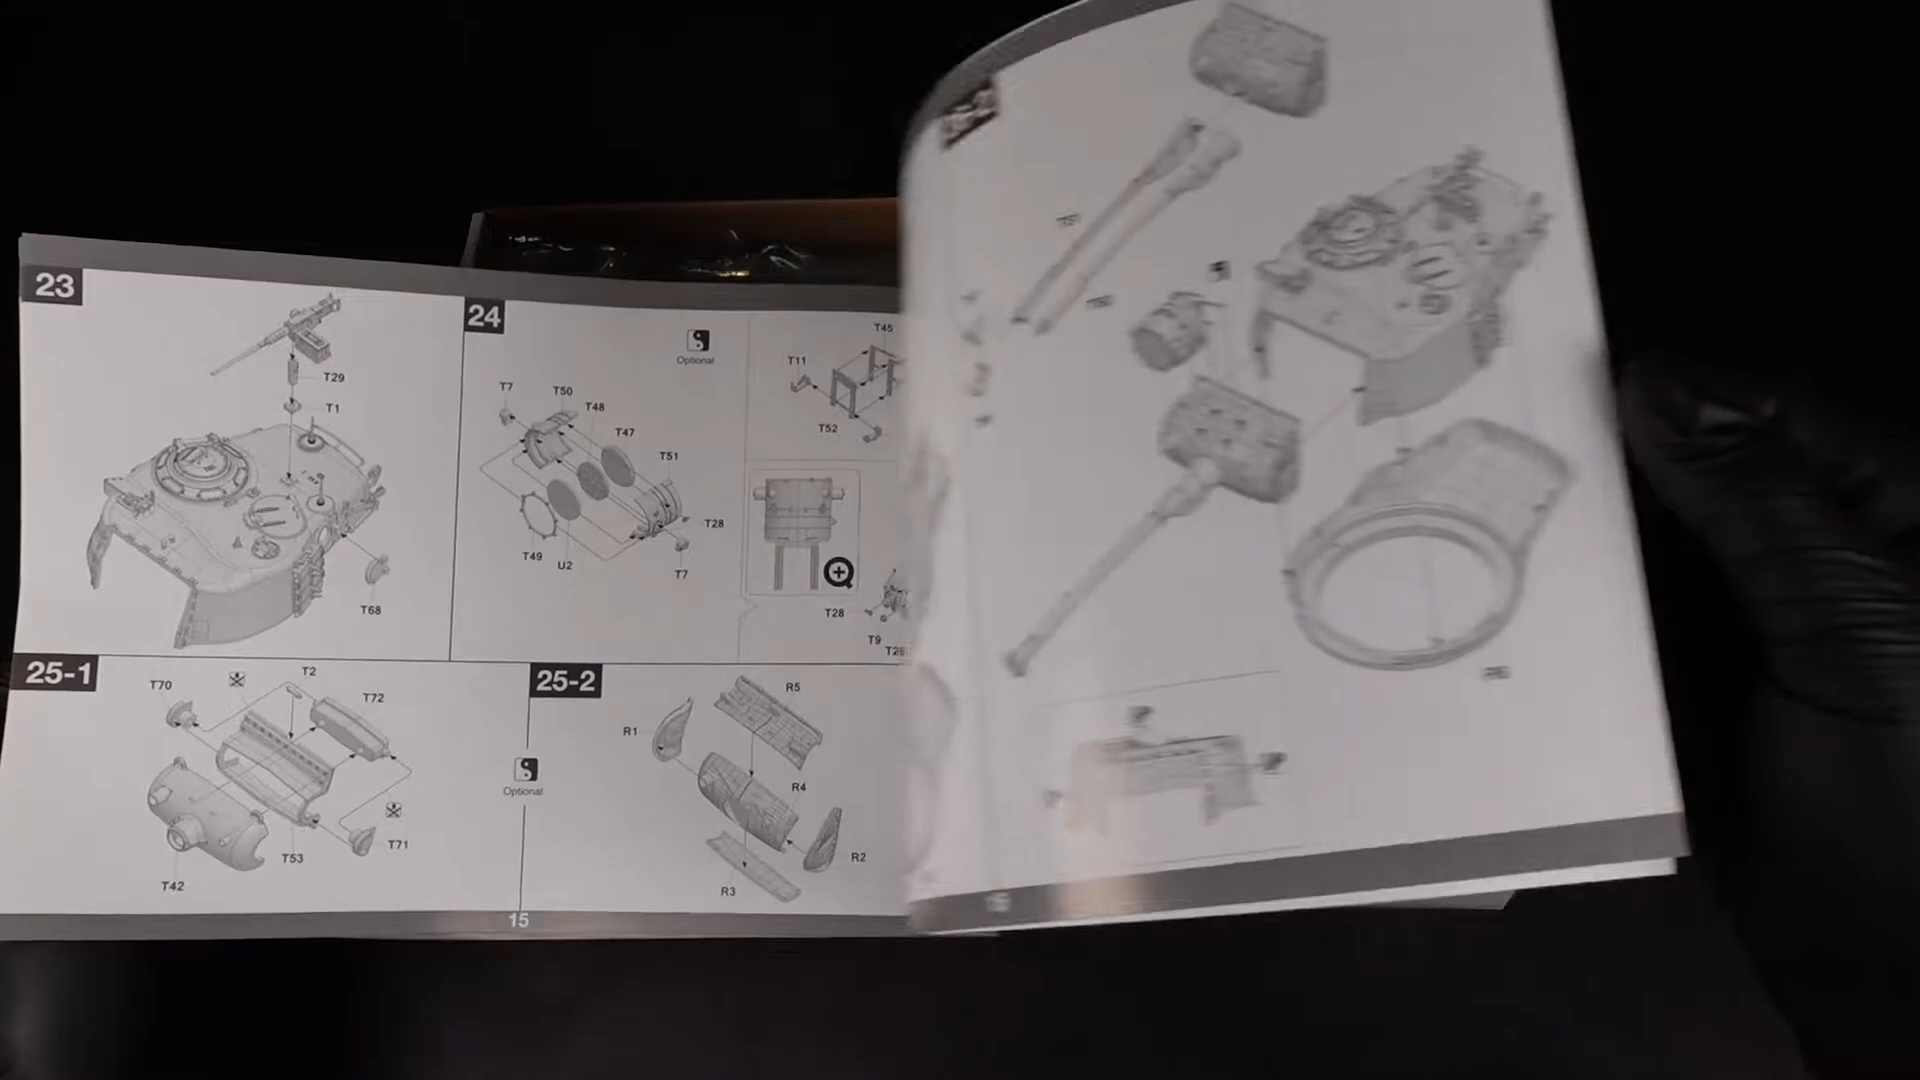 23
T29
T1
T68
24
Optional
T7
T50
T48
T47
T51
T28
T7
T49
U2
T45
T11
T52
T28
T9
25-1
T70
T2
T72
T42
T53
T71
Optional
25-2
R1
R5
R4
R3
R2
15